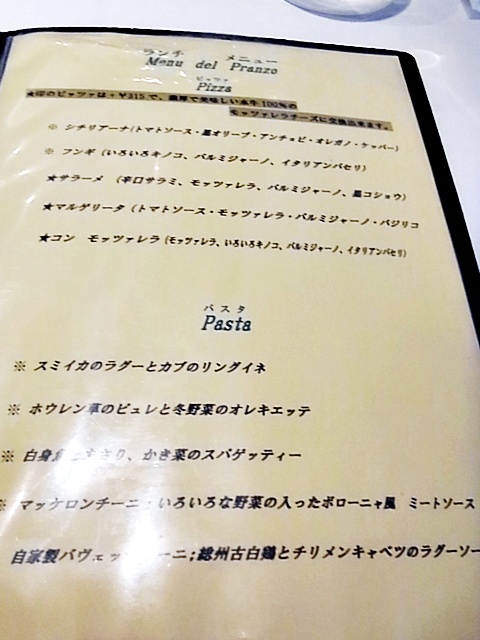 ランチ メニュー
Menu del Pranzo
ピッツァ
Pizza
★印のピッツァは+¥315で、濃厚で美味しい水牛100%の
モッツァレラチーズに交換出来ます。
※ シチリアーナ(トマトソース・黒オリーブ・アンチョビ・オレガノ・ケッパー)
※ フンギ (いろいろキノコ、パルミジャーノ、イタリアンパセリ)
★サラーメ (辛口サラミ、モッツァレラ、パルミジャーノ、黒コショウ)
★マルゲリータ (トマトソース・モッツァレラ・パルミジャーノ・バジリコ
★コン モッツァレラ (モッツァレラ、いろいろキノコ、パルミジャーノ、イタリアンパセリ)
パスタ
Pasta
※ スミイカのラグーとカブのリングイネ
※ ホウレン草のピュレと冬野菜のオレキエッテ
※ 白身魚 、かき菜のスパゲッティー
※ マッケロンチーニ いろいろな野菜の入ったボローニャ風 ミートソース
自家製パヴェッ ーニ;総州古白鶏とチリメンキャベツのラグーソー